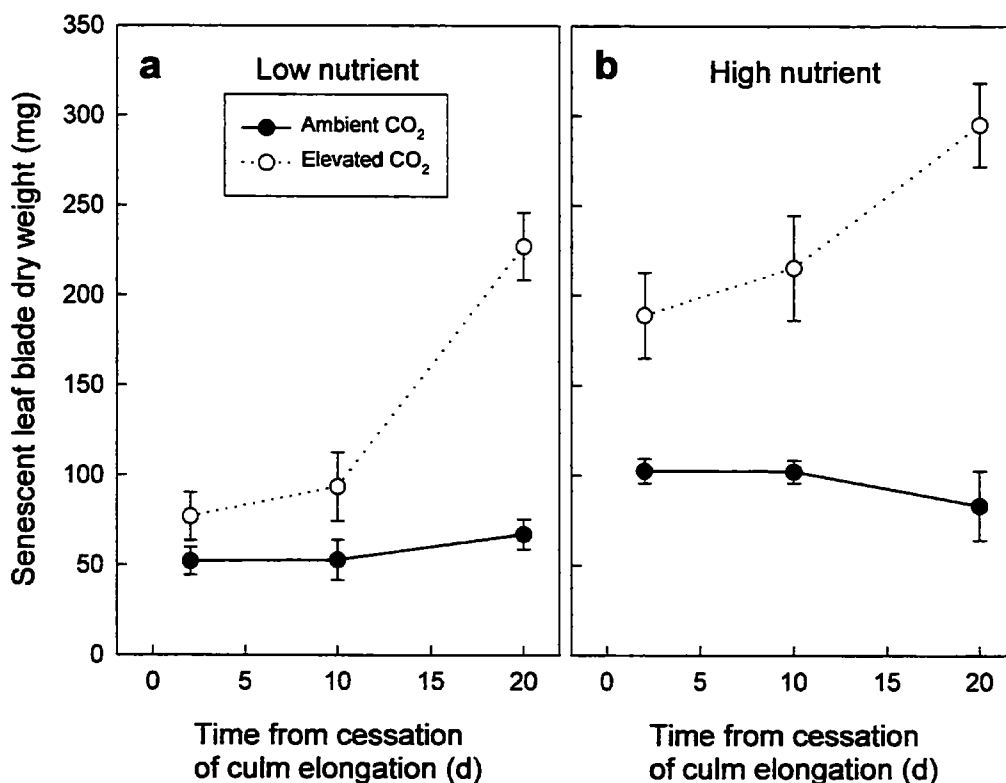 Senescent leaf blade dry weight (mg)
350
300
250
200
150
100
50
0
a
Low nutrient
Ambient CO₂
Elevated CO₂
0 5 10 15 20
Time from cessation
of culm elongation (d)
b
High nutrient
0 5 10 15 20
Time from cessation
of culm elongation (d)